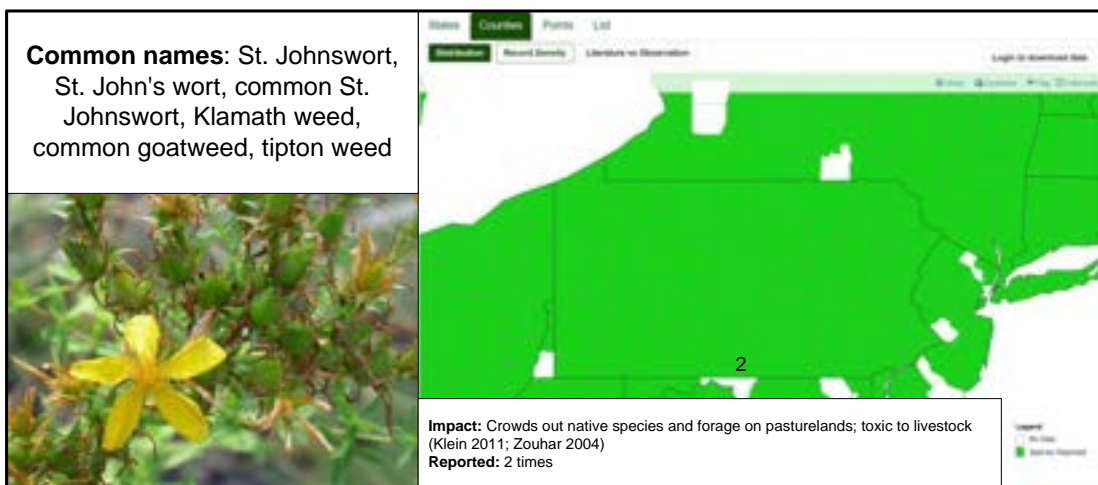 Common names: St. Johnswort,
St. John's wort, common St.
Johnswort, Klamath weed,
common goatweed, tipton weed
States Counties Points List
Distribution Record Density Literature vs Observation
Login to download data
2
Impact: Crowds out native species and forage on pasturelands; toxic to livestock
(Klein 2011; Zouhar 2004)
Reported: 2 times
Legend
No Data